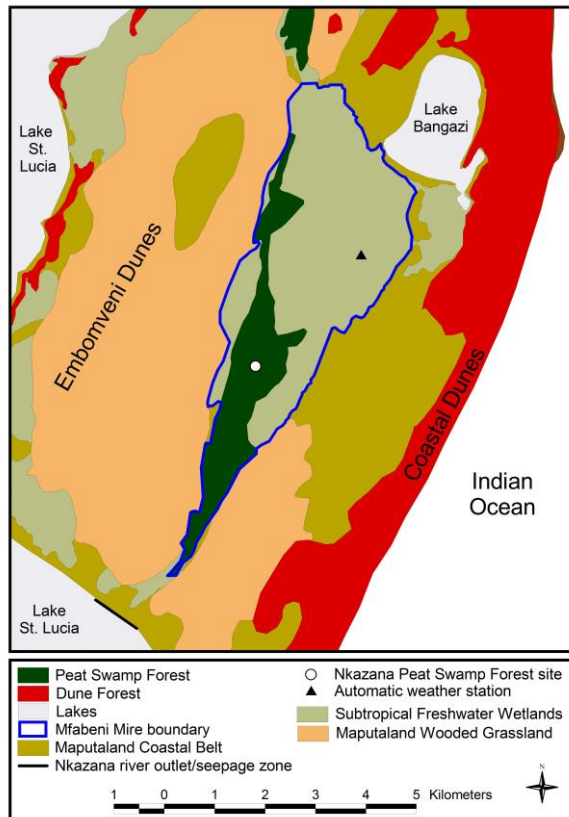 Lake
St.
Lucia
Lake
Bangazi
Embomveni Dunes
Coastal Dunes
Indian
Ocean
Lake
St. Lucia
Peat Swamp Forest
Dune Forest
Lakes
Mfabeni Mire boundary
Maputaland Coastal Belt
Nkazana river outlet/seepage zone
Nkazana Peat Swamp Forest site
Automatic weather station
Subtropical Freshwater Wetlands
Maputaland Wooded Grassland
N
1 0 1 2 3 4 5 Kilometers